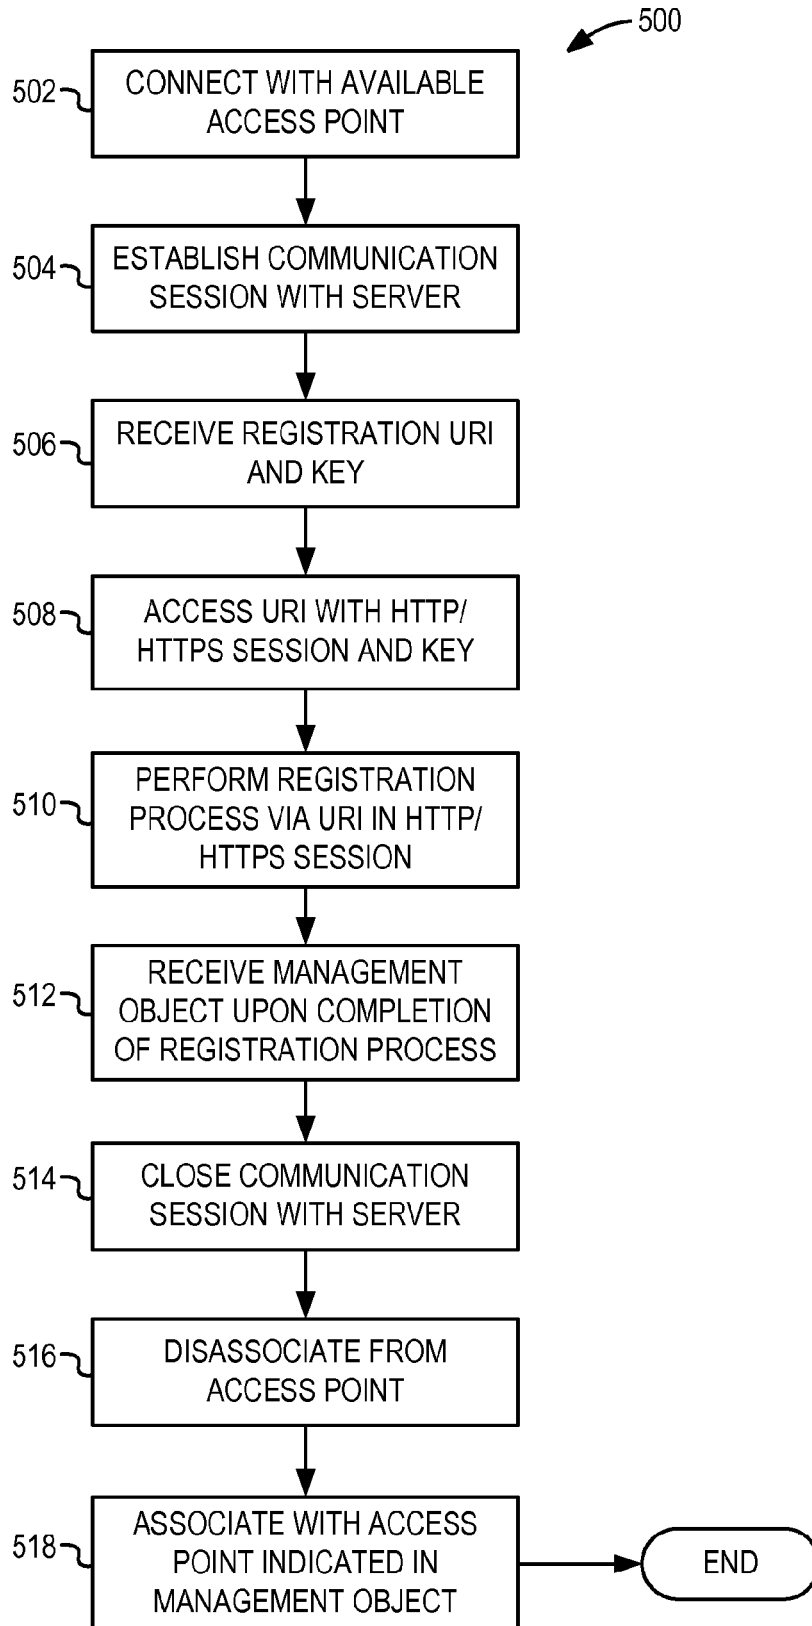 500
502
CONNECT WITH AVAILABLE
ACCESS POINT
504
ESTABLISH COMMUNICATION
SESSION WITH SERVER
506
RECEIVE REGISTRATION URI
AND KEY
508
ACCESS URI WITH HTTP/
HTTPS SESSION AND KEY
510
PERFORM REGISTRATION
PROCESS VIA URI IN HTTP/
HTTPS SESSION
512
RECEIVE MANAGEMENT
OBJECT UPON COMPLETION
OF REGISTRATION PROCESS
514
CLOSE COMMUNICATION
SESSION WITH SERVER
516
DISASSOCIATE FROM
ACCESS POINT
518
ASSOCIATE WITH ACCESS
POINT INDICATED IN
MANAGEMENT OBJECT
END